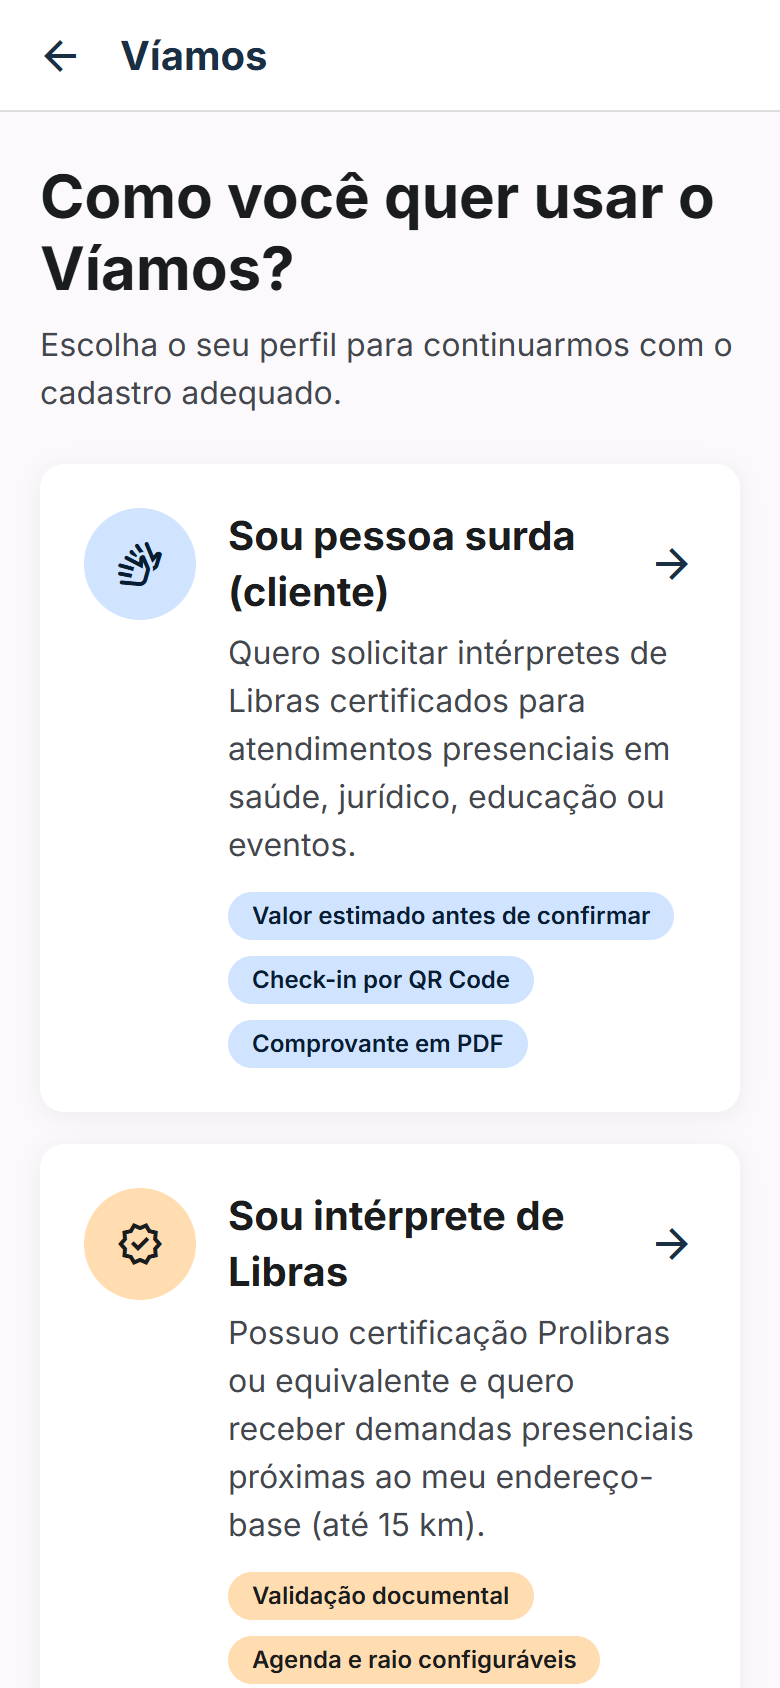 Víamos
Como você quer usar o
Víamos?
Escolha o seu perfil para continuarmos com o
cadastro adequado.
Sou pessoa surda
(cliente)
Quero solicitar intérpretes de
Libras certificados para
atendimentos presenciais em
saúde, jurídico, educação ou
eventos.
Valor estimado antes de confirmar
Check-in por QR Code
Comprovante em PDF
Sou intérprete de
Libras
Possuo certificação Prolibras
ou equivalente e quero
receber demandas presenciais
próximas ao meu endereço-
base (até 15 km).
Validação documental
Agenda e raio configuráveis